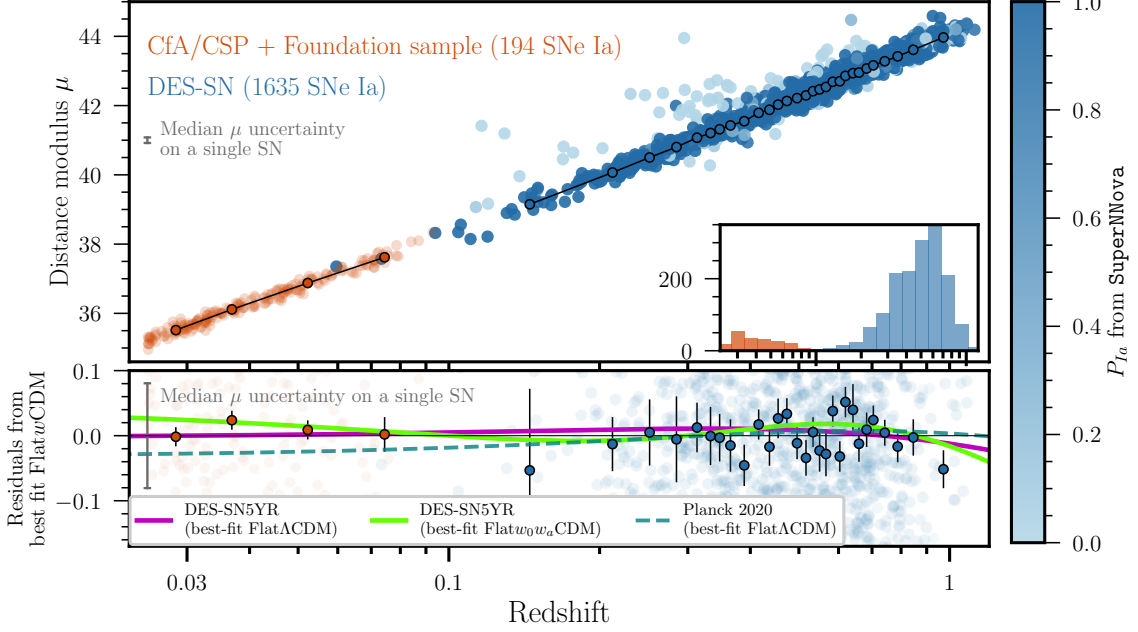 44
42
40
38
36
Distance modulus μ
CfA/CSP + Foundation sample (194 SNe Ia)
DES-SN (1635 SNe Ia)
Median μ uncertainty
on a single SN
200
0
0.1
0.0
−0.1
Residuals from
best fit FlatwCDM
Median μ uncertainty on a single SN
DES-SN5YR
(best-fit FlatΛCDM)
DES-SN5YR
(best-fit Flatw₀wₐCDM)
Planck 2020
(best-fit FlatΛCDM)
0.03
0.1
1
Redshift
1.0
0.8
0.6
0.4
0.2
0.0
P_{Ia} from SuperNNova